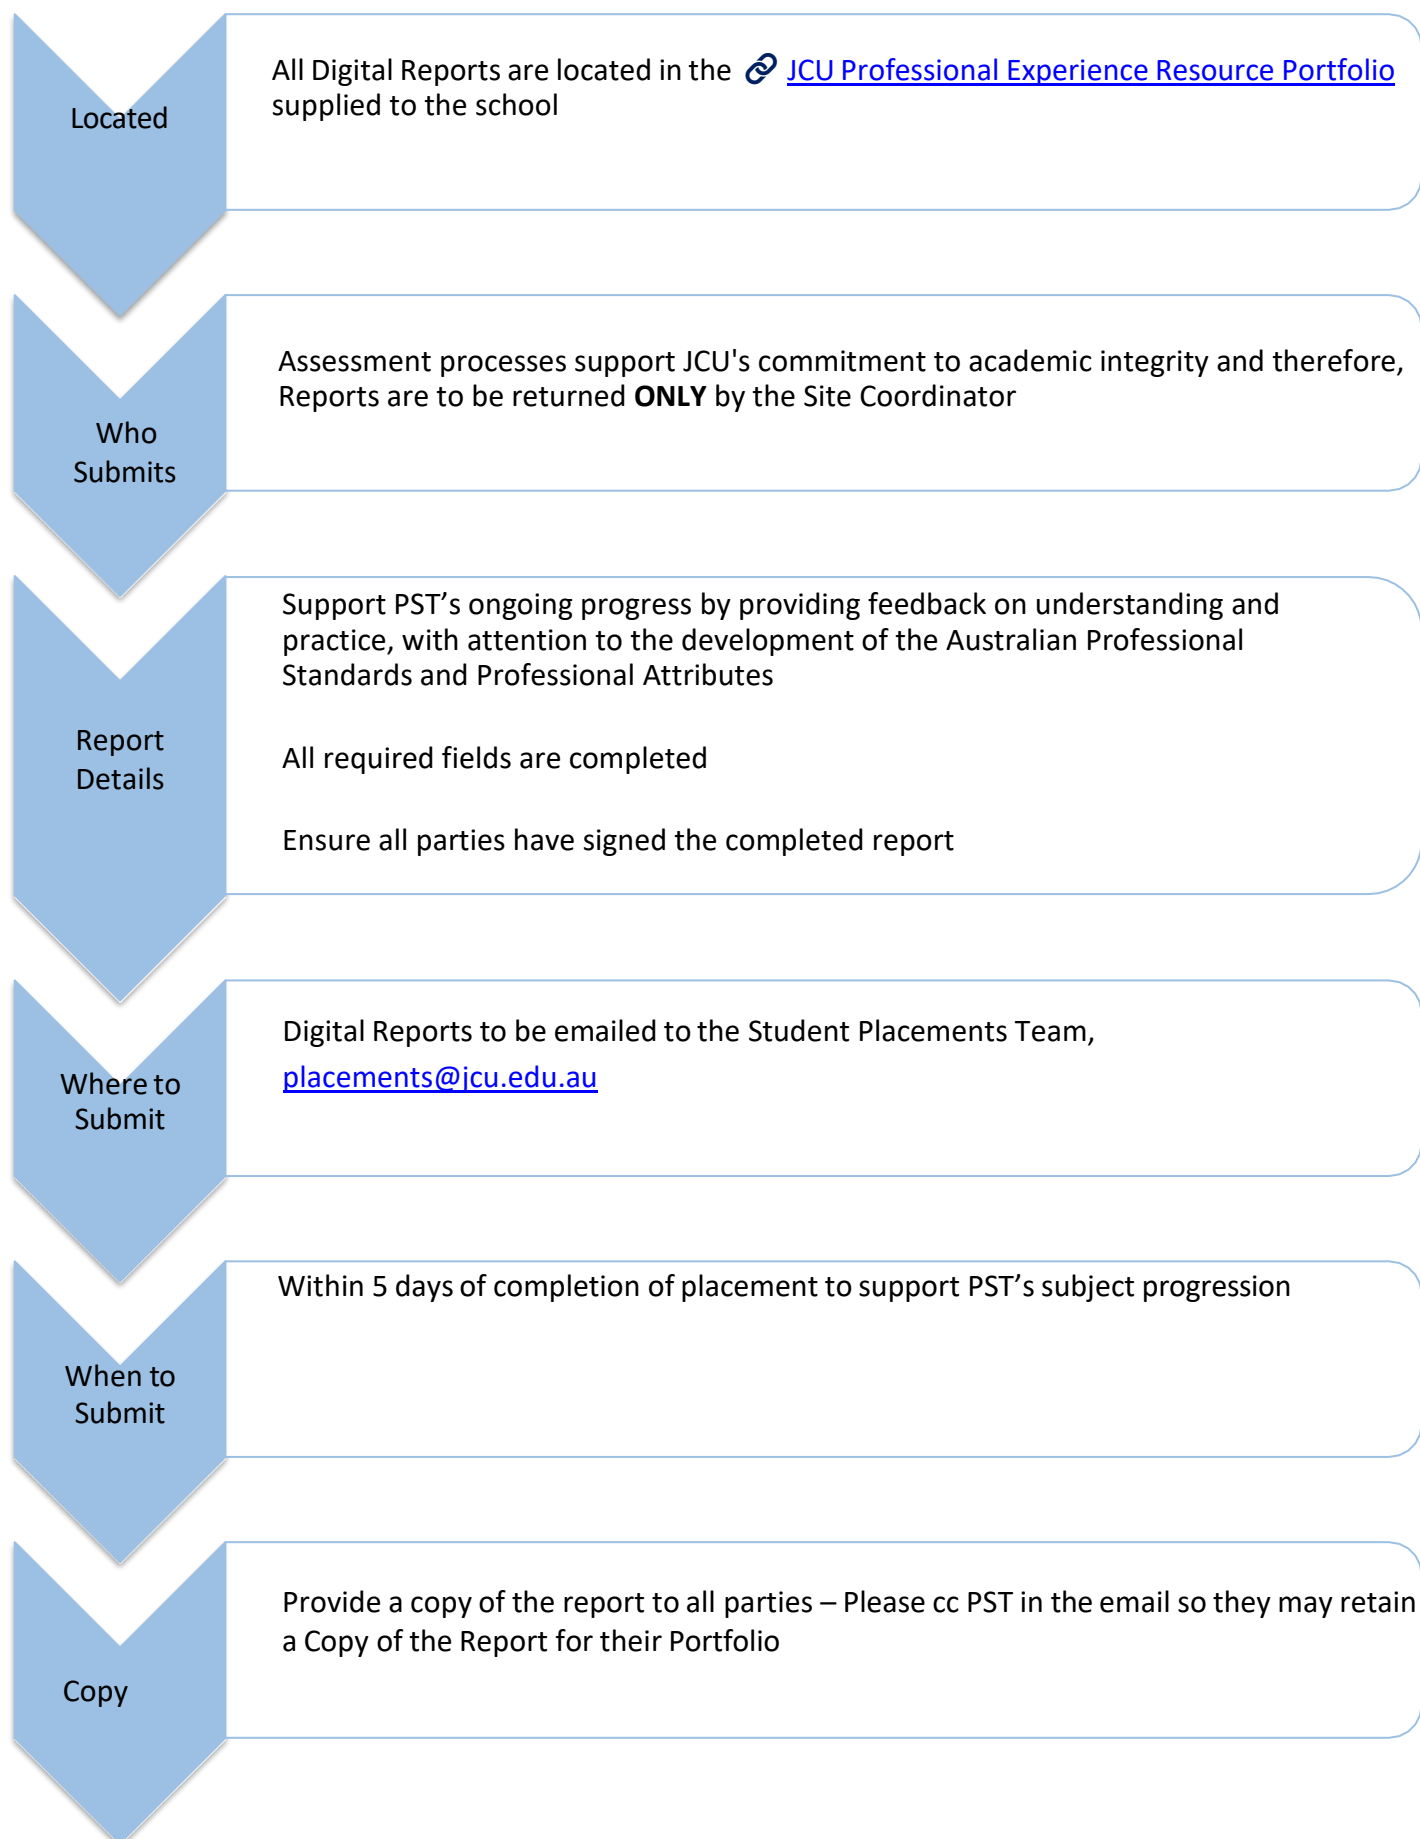 Located
All Digital Reports are located in the JCU Professional Experience Resource Portfolio
supplied to the school
Who
Submits
Assessment processes support JCU's commitment to academic integrity and therefore,
Reports are to be returned ONLY by the Site Coordinator
Report
Details
Support PST’s ongoing progress by providing feedback on understanding and
practice, with attention to the development of the Australian Professional
Standards and Professional Attributes
All required fields are completed
Ensure all parties have signed the completed report
Where to
Submit
Digital Reports to be emailed to the Student Placements Team,
placements@jcu.edu.au
When to
Submit
Within 5 days of completion of placement to support PST’s subject progression
Copy
Provide a copy of the report to all parties – Please cc PST in the email so they may retain
a Copy of the Report for their Portfolio